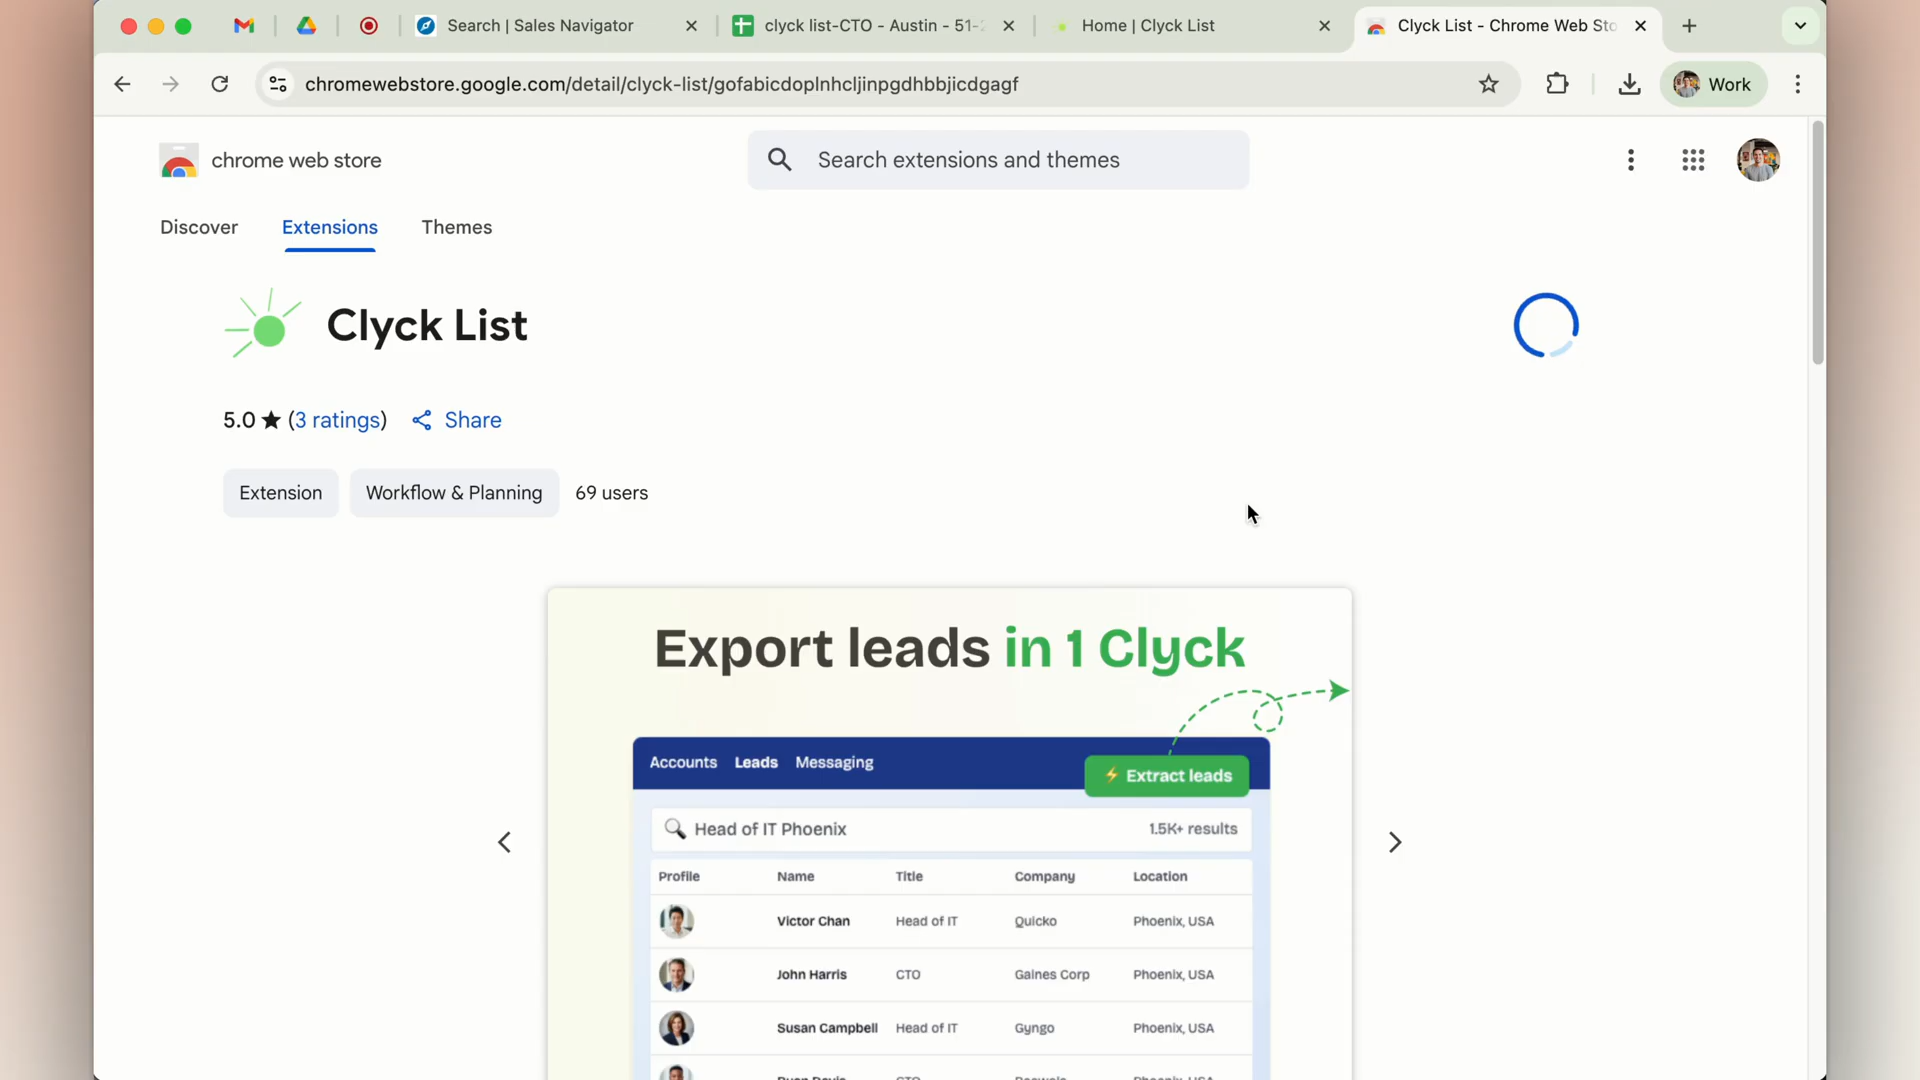 Search | Sales Navigator
clyck list-CTO - Austin - 51-
Home | Clyck List
Clyck List - Chrome Web Sto
chromewebstore.google.com/detail/clyck-list/gofabicdoplnhcljinpgdhbbjicdgagf
Work
chrome web store
Search extensions and themes
Discover
Extensions
Themes
Clyck List
5.0 ★ (3 ratings)
Share
Extension
Workflow & Planning
69 users
Export leads in 1 Clyck
Accounts Leads Messaging
⚡ Extract leads
Head of IT Phoenix
1.5K+ results
Profile Name Title Company Location
Victor Chan Head of IT Quicko Phoenix, USA
John Harris CTO Gaines Corp Phoenix, USA
Susan Campbell Head of IT Gyngo Phoenix, USA